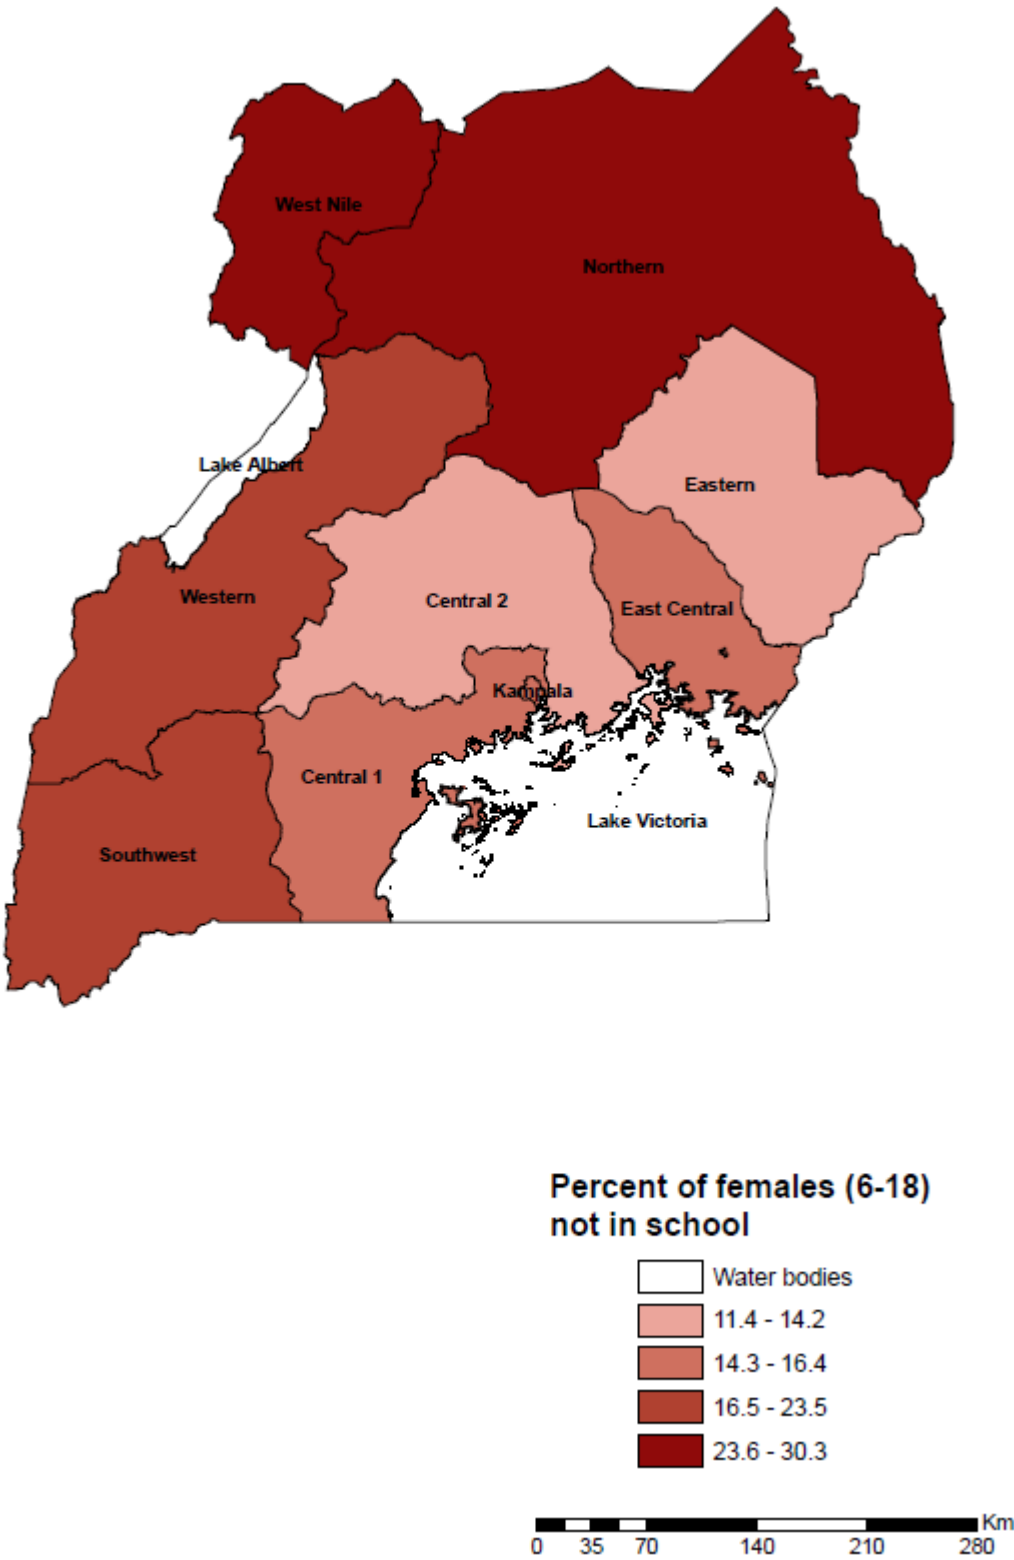 West Nile
Northern
Lake Albert
Eastern
Western
Central 2
East Central
Kampala
Central 1
Lake Victoria
Southwest
Percent of females (6-18)
not in school
Water bodies
11.4 - 14.2
14.3 - 16.4
16.5 - 23.5
23.6 - 30.3
Km
0 35 70 140 210 280